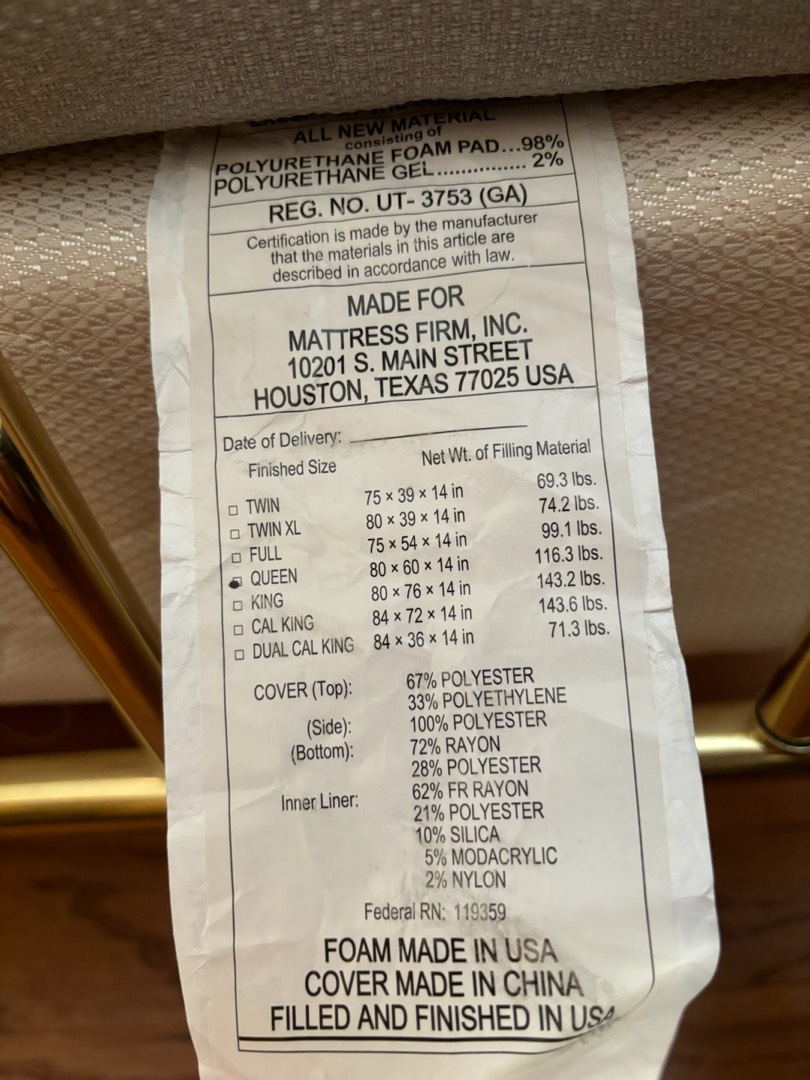 ALL NEW MATERIAL
consisting of
POLYURETHANE FOAM PAD...98%
POLYURETHANE GEL............... 2%
REG. NO. UT- 3753 (GA)
Certification is made by the manufacturer
that the materials in this article are
described in accordance with law.
MADE FOR
MATTRESS FIRM, INC.
10201 S. MAIN STREET
HOUSTON, TEXAS 77025 USA
Date of Delivery:
Finished Size Net Wt. of Filling Material
TWIN 75 × 39 × 14 in 69.3 lbs.
TWIN XL 80 × 39 × 14 in 74.2 lbs.
FULL 75 × 54 × 14 in 99.1 lbs.
QUEEN 80 × 60 × 14 in 116.3 lbs.
KING 80 × 76 × 14 in 143.2 lbs.
CAL KING 84 × 72 × 14 in 143.6 lbs.
DUAL CAL KING 84 × 36 × 14 in 71.3 lbs.
COVER (Top): 67% POLYESTER
33% POLYETHYLENE
(Side): 100% POLYESTER
(Bottom): 72% RAYON
28% POLYESTER
Inner Liner: 62% FR RAYON
21% POLYESTER
10% SILICA
5% MODACRYLIC
2% NYLON
Federal RN: 119359
FOAM MADE IN USA
COVER MADE IN CHINA
FILLED AND FINISHED IN USA